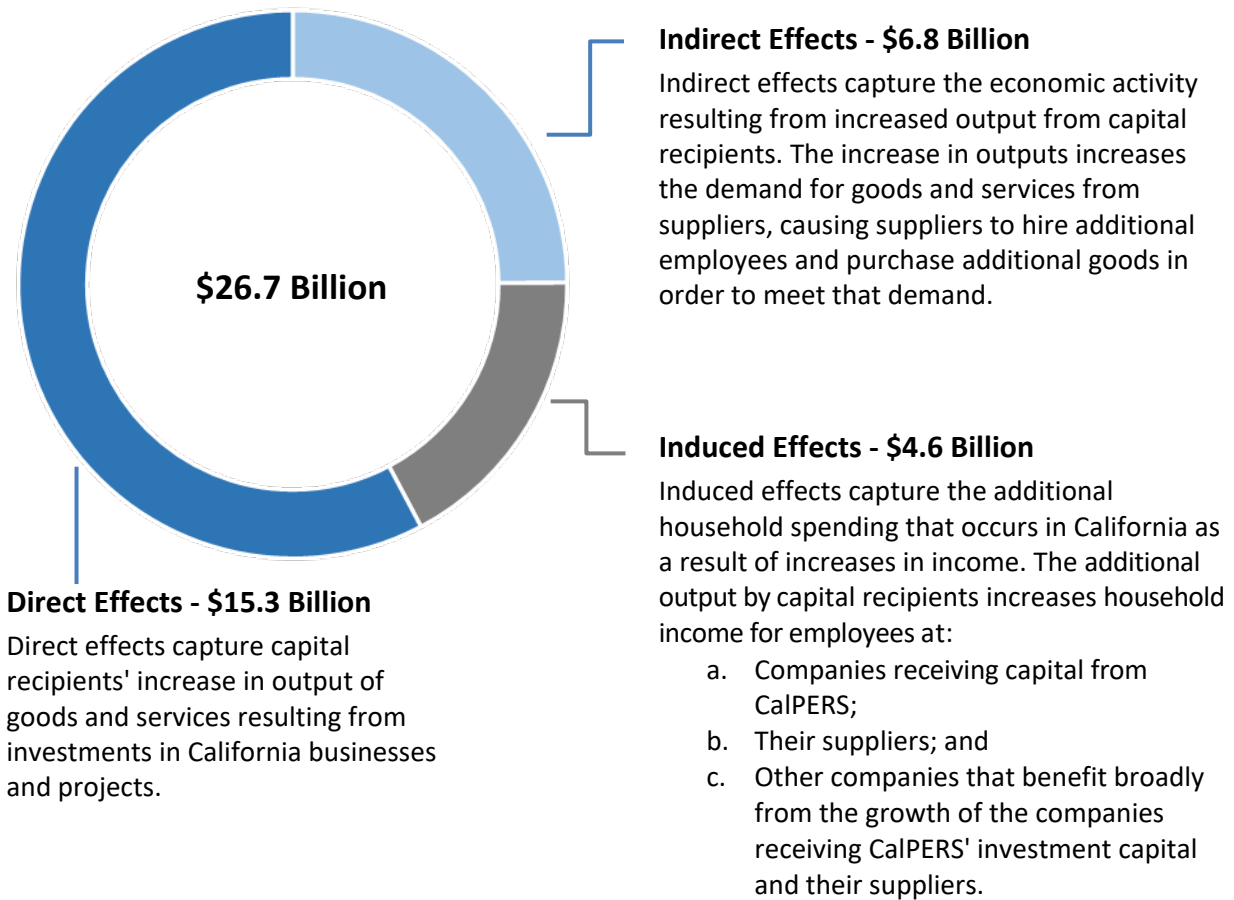 $26.7 Billion
Indirect Effects - $6.8 Billion
Indirect effects capture the economic activity
resulting from increased output from capital
recipients. The increase in outputs increases
the demand for goods and services from
suppliers, causing suppliers to hire additional
employees and purchase additional goods in
order to meet that demand.
Induced Effects - $4.6 Billion
Induced effects capture the additional
household spending that occurs in California as
a result of increases in income. The additional
output by capital recipients increases household
income for employees at:
a. Companies receiving capital from
CalPERS;
b. Their suppliers; and
c. Other companies that benefit broadly
from the growth of the companies
receiving CalPERS' investment capital
and their suppliers.
Direct Effects - $15.3 Billion
Direct effects capture capital
recipients' increase in output of
goods and services resulting from
investments in California businesses
and projects.